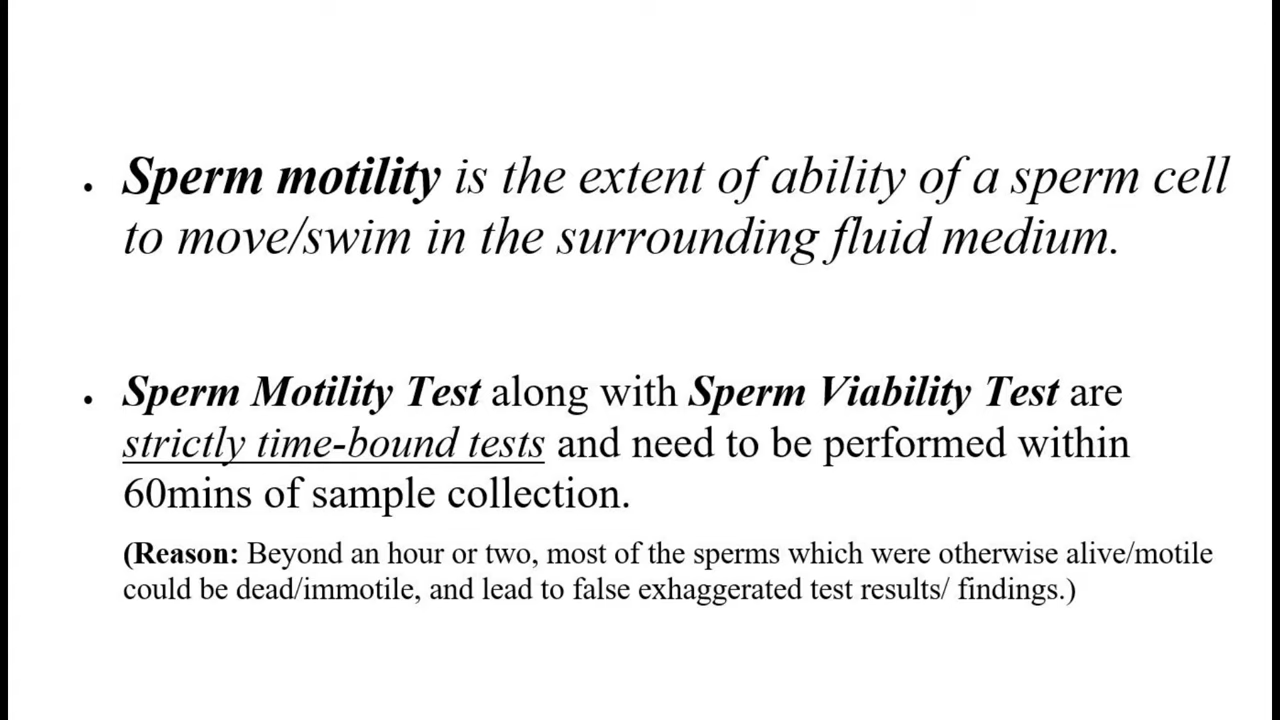 • Sperm motility is the extent of ability of a sperm cell
to move/swim in the surrounding fluid medium.
• Sperm Motility Test along with Sperm Viability Test are
strictly time-bound tests and need to be performed within
60mins of sample collection.
(Reason: Beyond an hour or two, most of the sperms which were otherwise alive/motile
could be dead/immotile, and lead to false exhaggerated test results/ findings.)